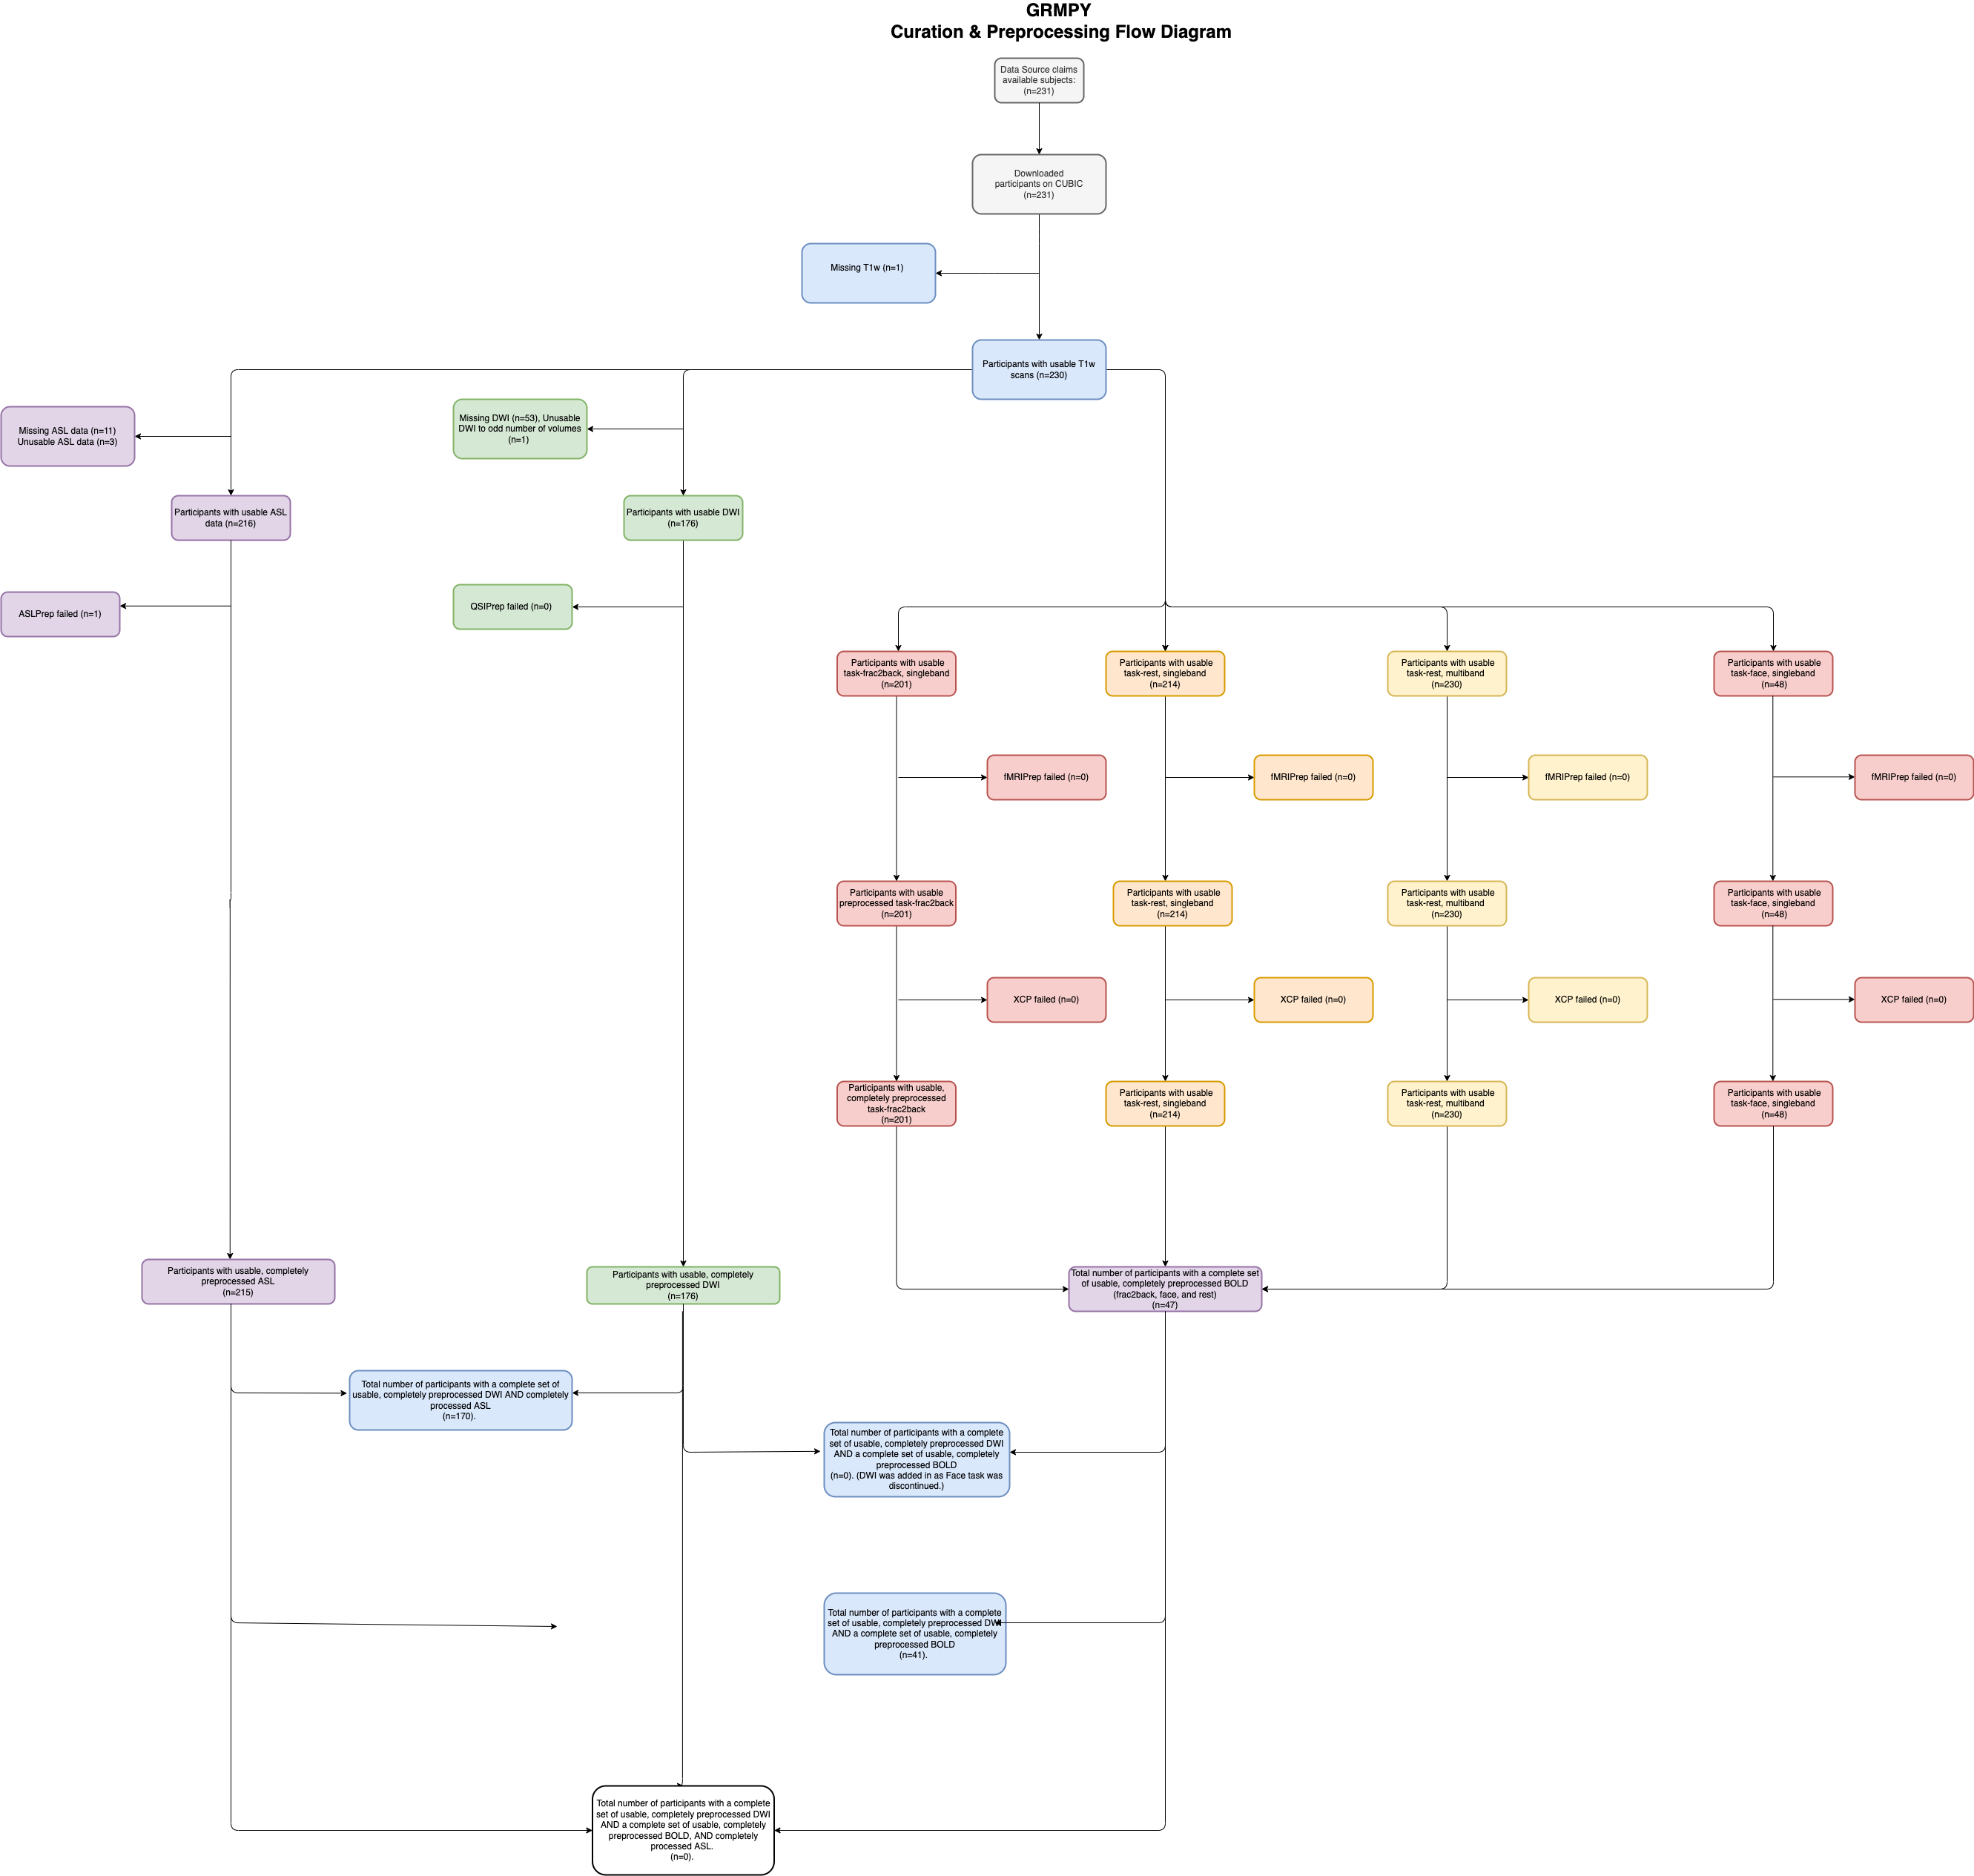 GRMPY
Curation & Preprocessing Flow Diagram
Data Source claims
available subjects:
(n=231)
Downloaded
participants on CUBIC
(n=231)
Missing T1w (n=1)
Participants with usable T1w
scans (n=230)
Missing ASL data (n=11)
Unusable ASL data (n=3)
Missing DWI (n=53), Unusable
DWI to odd number of volumes
(n=1)
Participants with usable ASL
data (n=216)
Participants with usable DWI
(n=176)
ASLPrep failed (n=1)
QSIPrep failed (n=0)
Participants with usable
task-frac2back, singleband
(n=201)
Participants with usable
task-rest, singleband
(n=214)
Participants with usable
task-rest, multiband
(n=230)
Participants with usable
task-face, singleband
(n=48)
fMRIPrep failed (n=0)
fMRIPrep failed (n=0)
fMRIPrep failed (n=0)
fMRIPrep failed (n=0)
Participants with usable
preprocessed task-frac2back
(n=201)
Participants with usable
task-rest, singleband
(n=214)
Participants with usable
task-rest, multiband
(n=230)
Participants with usable
task-face, singleband
(n=48)
XCP failed (n=0)
XCP failed (n=0)
XCP failed (n=0)
XCP failed (n=0)
Participants with usable,
completely preprocessed
task-frac2back
(n=201)
Participants with usable
task-rest, singleband
(n=214)
Participants with usable
task-rest, multiband
(n=230)
Participants with usable
task-face, singleband
(n=48)
Participants with usable, completely
preprocessed ASL
(n=215)
Participants with usable, completely
preprocessed DWI
(n=176)
Total number of participants with a complete set
of usable, completely preprocessed BOLD
(frac2back, face, and rest)
(n=47)
Total number of participants with a complete set of
usable, completely preprocessed DWI AND completely
processed ASL
(n=170).
Total number of participants with a complete
set of usable, completely preprocessed DWI
AND a complete set of usable, completely
preprocessed BOLD
(n=0). (DWI was added in as Face task was
discontinued.)
Total number of participants with a complete
set of usable, completely preprocessed DWI
AND a complete set of usable, completely
preprocessed BOLD
(n=41).
Total number of participants with a complete
set of usable, completely preprocessed DWI
AND a complete set of usable, completely
preprocessed BOLD, AND completely
processed ASL.
(n=0).